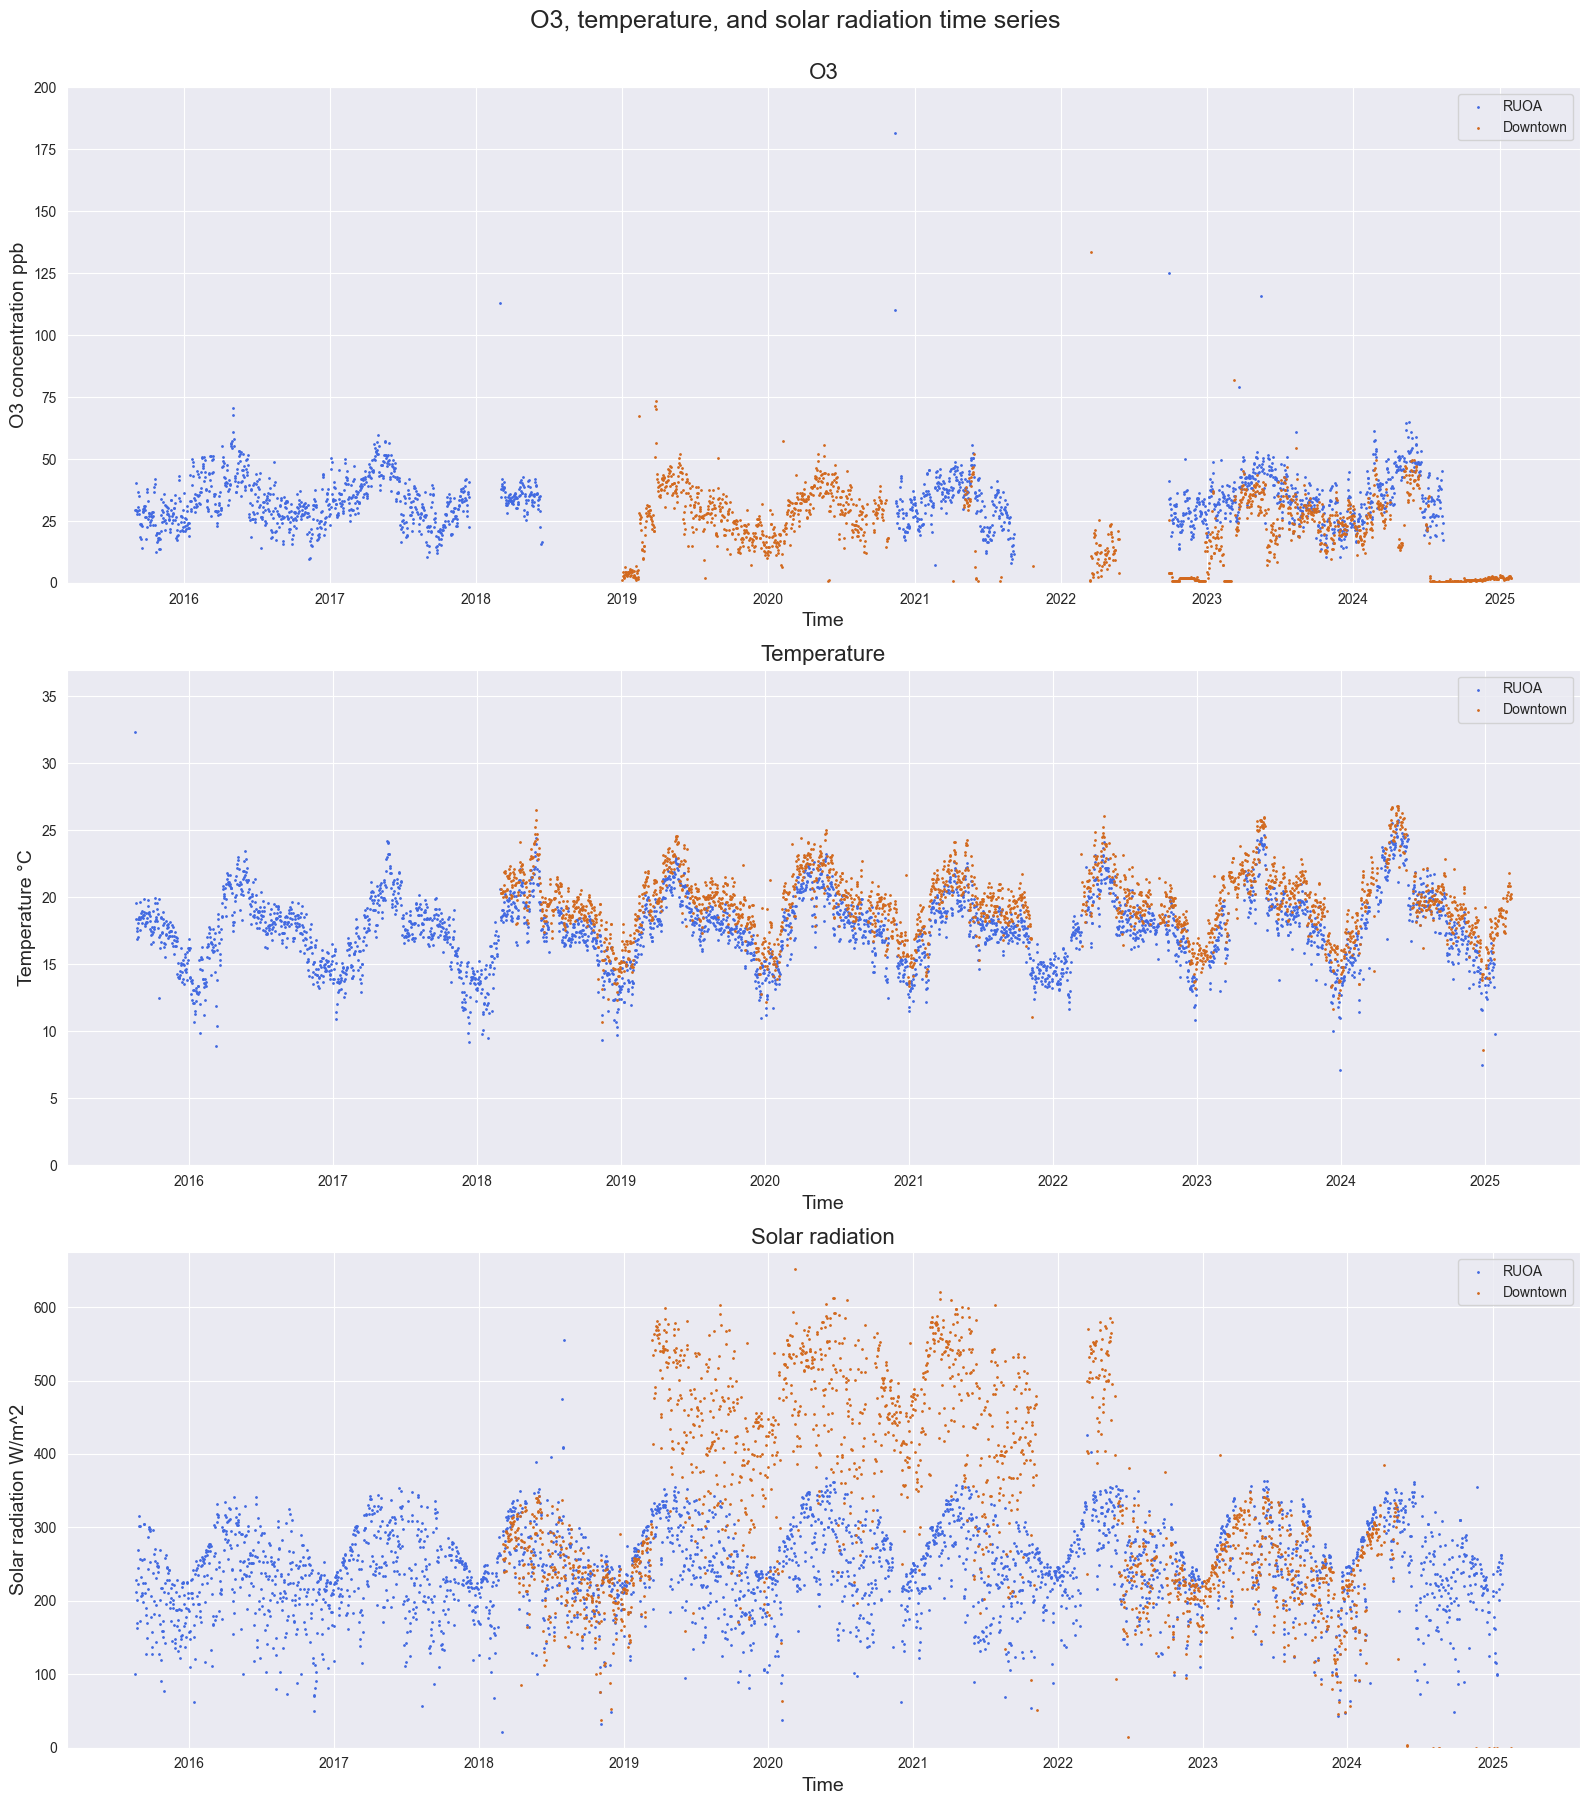 O3, temperature, and solar radiation time series
O3
200
175
150
125
100
75
50
25
0
O3 concentration ppb
RUOA
Downtown
2016 2017 2018 2019 2020 2021 2022 2023 2024 2025
Time
Temperature
35
30
25
20
15
10
5
0
Temperature °C
RUOA
Downtown
2016 2017 2018 2019 2020 2021 2022 2023 2024 2025
Time
Solar radiation
600
500
400
300
200
100
0
Solar radiation W/m^2
RUOA
Downtown
2016 2017 2018 2019 2020 2021 2022 2023 2024 2025
Time